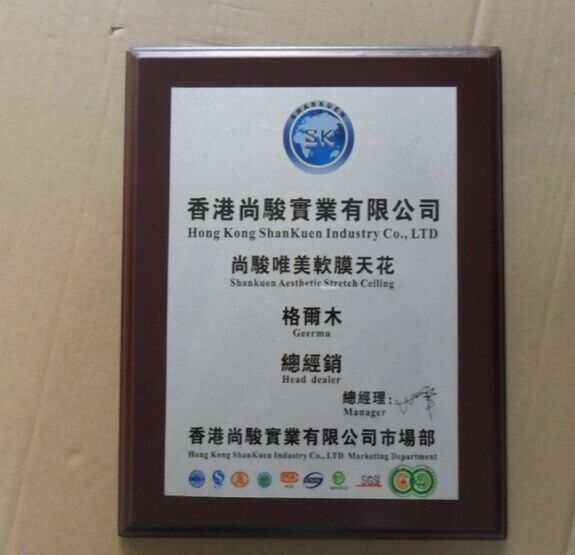 SHANKUEN
SK
香港尚駿實業有限公司
Hong Kong ShanKuen Industry Co., LTD
尚駿唯美軟膜天花
Shankuen Aesthetic Stretch Ceiling
格爾木
Geermu
總經銷
Head dealer
總經理：
Manager
香港尚駿實業有限公司市場部
Hong Kong ShanKuen Industry Co., LTD Marketing Department
SGS